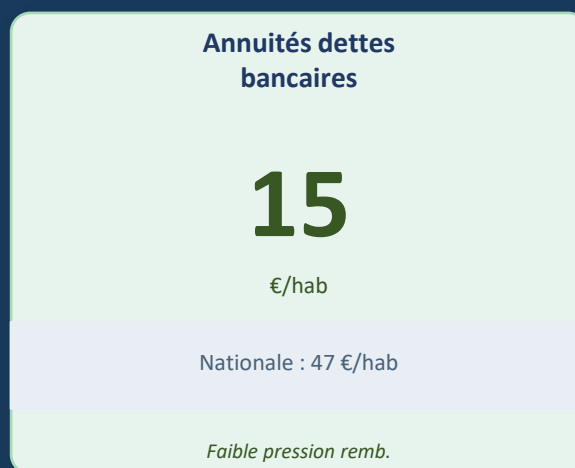 Annuités dettes
bancaires
15
€/hab
Nationale : 47 €/hab
Faible pression remb.